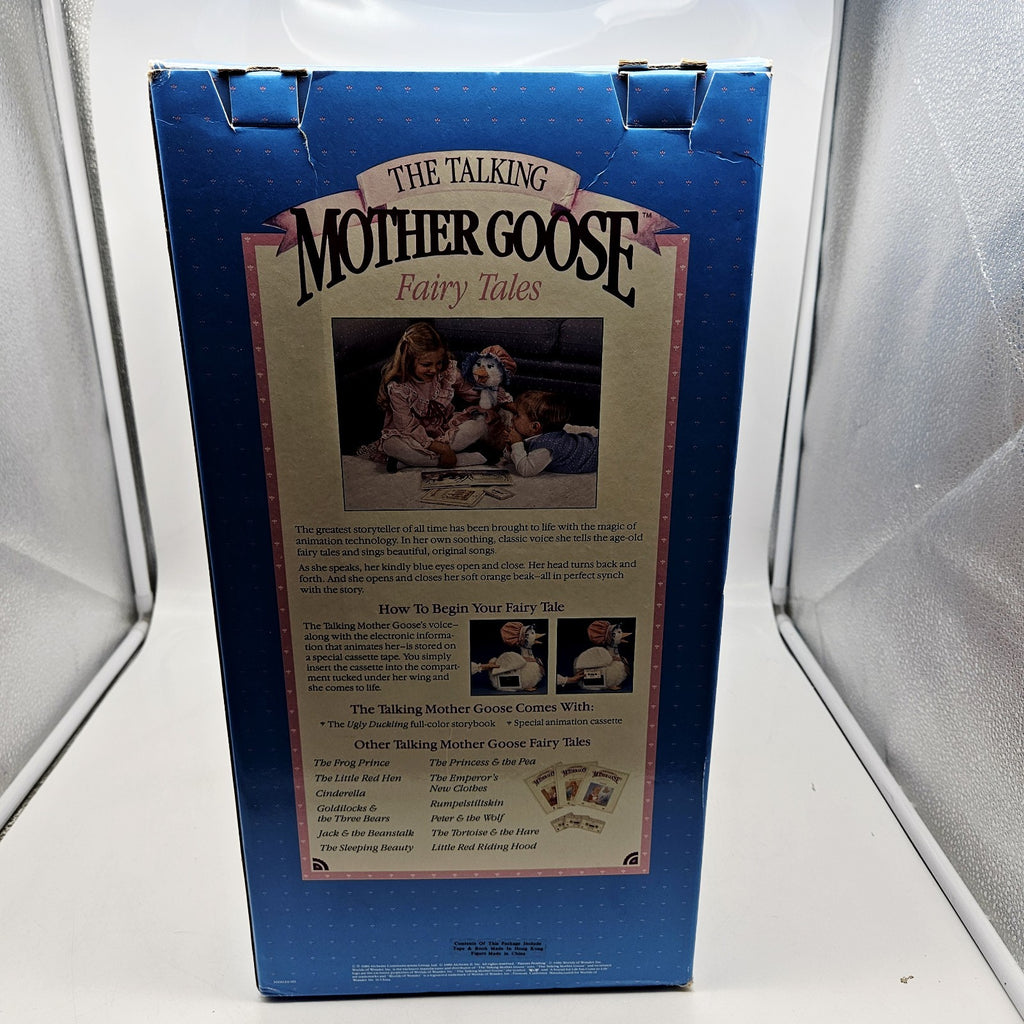 THE TALKING
MOTHER GOOSE™
Fairy Tales
The greatest storyteller of all time has been brought to life with the magic of
animation technology. In her own soothing, classic voice she tells the age-old
fairy tales and sings beautiful, original songs.
As she speaks, her kindly blue eyes open and close. Her head turns back and
forth. And she opens and closes her soft orange beak—all in perfect synch
with the story.
How To Begin Your Fairy Tale
The Talking Mother Goose's voice—
along with the electronic informa-
tion that animates her—is stored on
a special cassette tape. You simply
insert the cassette into the compart-
ment tucked under her wing and
she comes to life.
The Talking Mother Goose Comes With:
The Ugly Duckling full-color storybook
Special animation cassette
Other Talking Mother Goose Fairy Tales
The Frog Prince
The Little Red Hen
Cinderella
Goldilocks &
the Three Bears
Jack & the Beanstalk
The Sleeping Beauty
The Princess & the Pea
The Emperor's
New Clothes
Rumpelstiltskin
Peter & the Wolf
The Tortoise & the Hare
Little Red Riding Hood
MOTHER GOOSE
Contents Of This Package Include
Tape & Book Made In Hong Kong
Figure Made in China